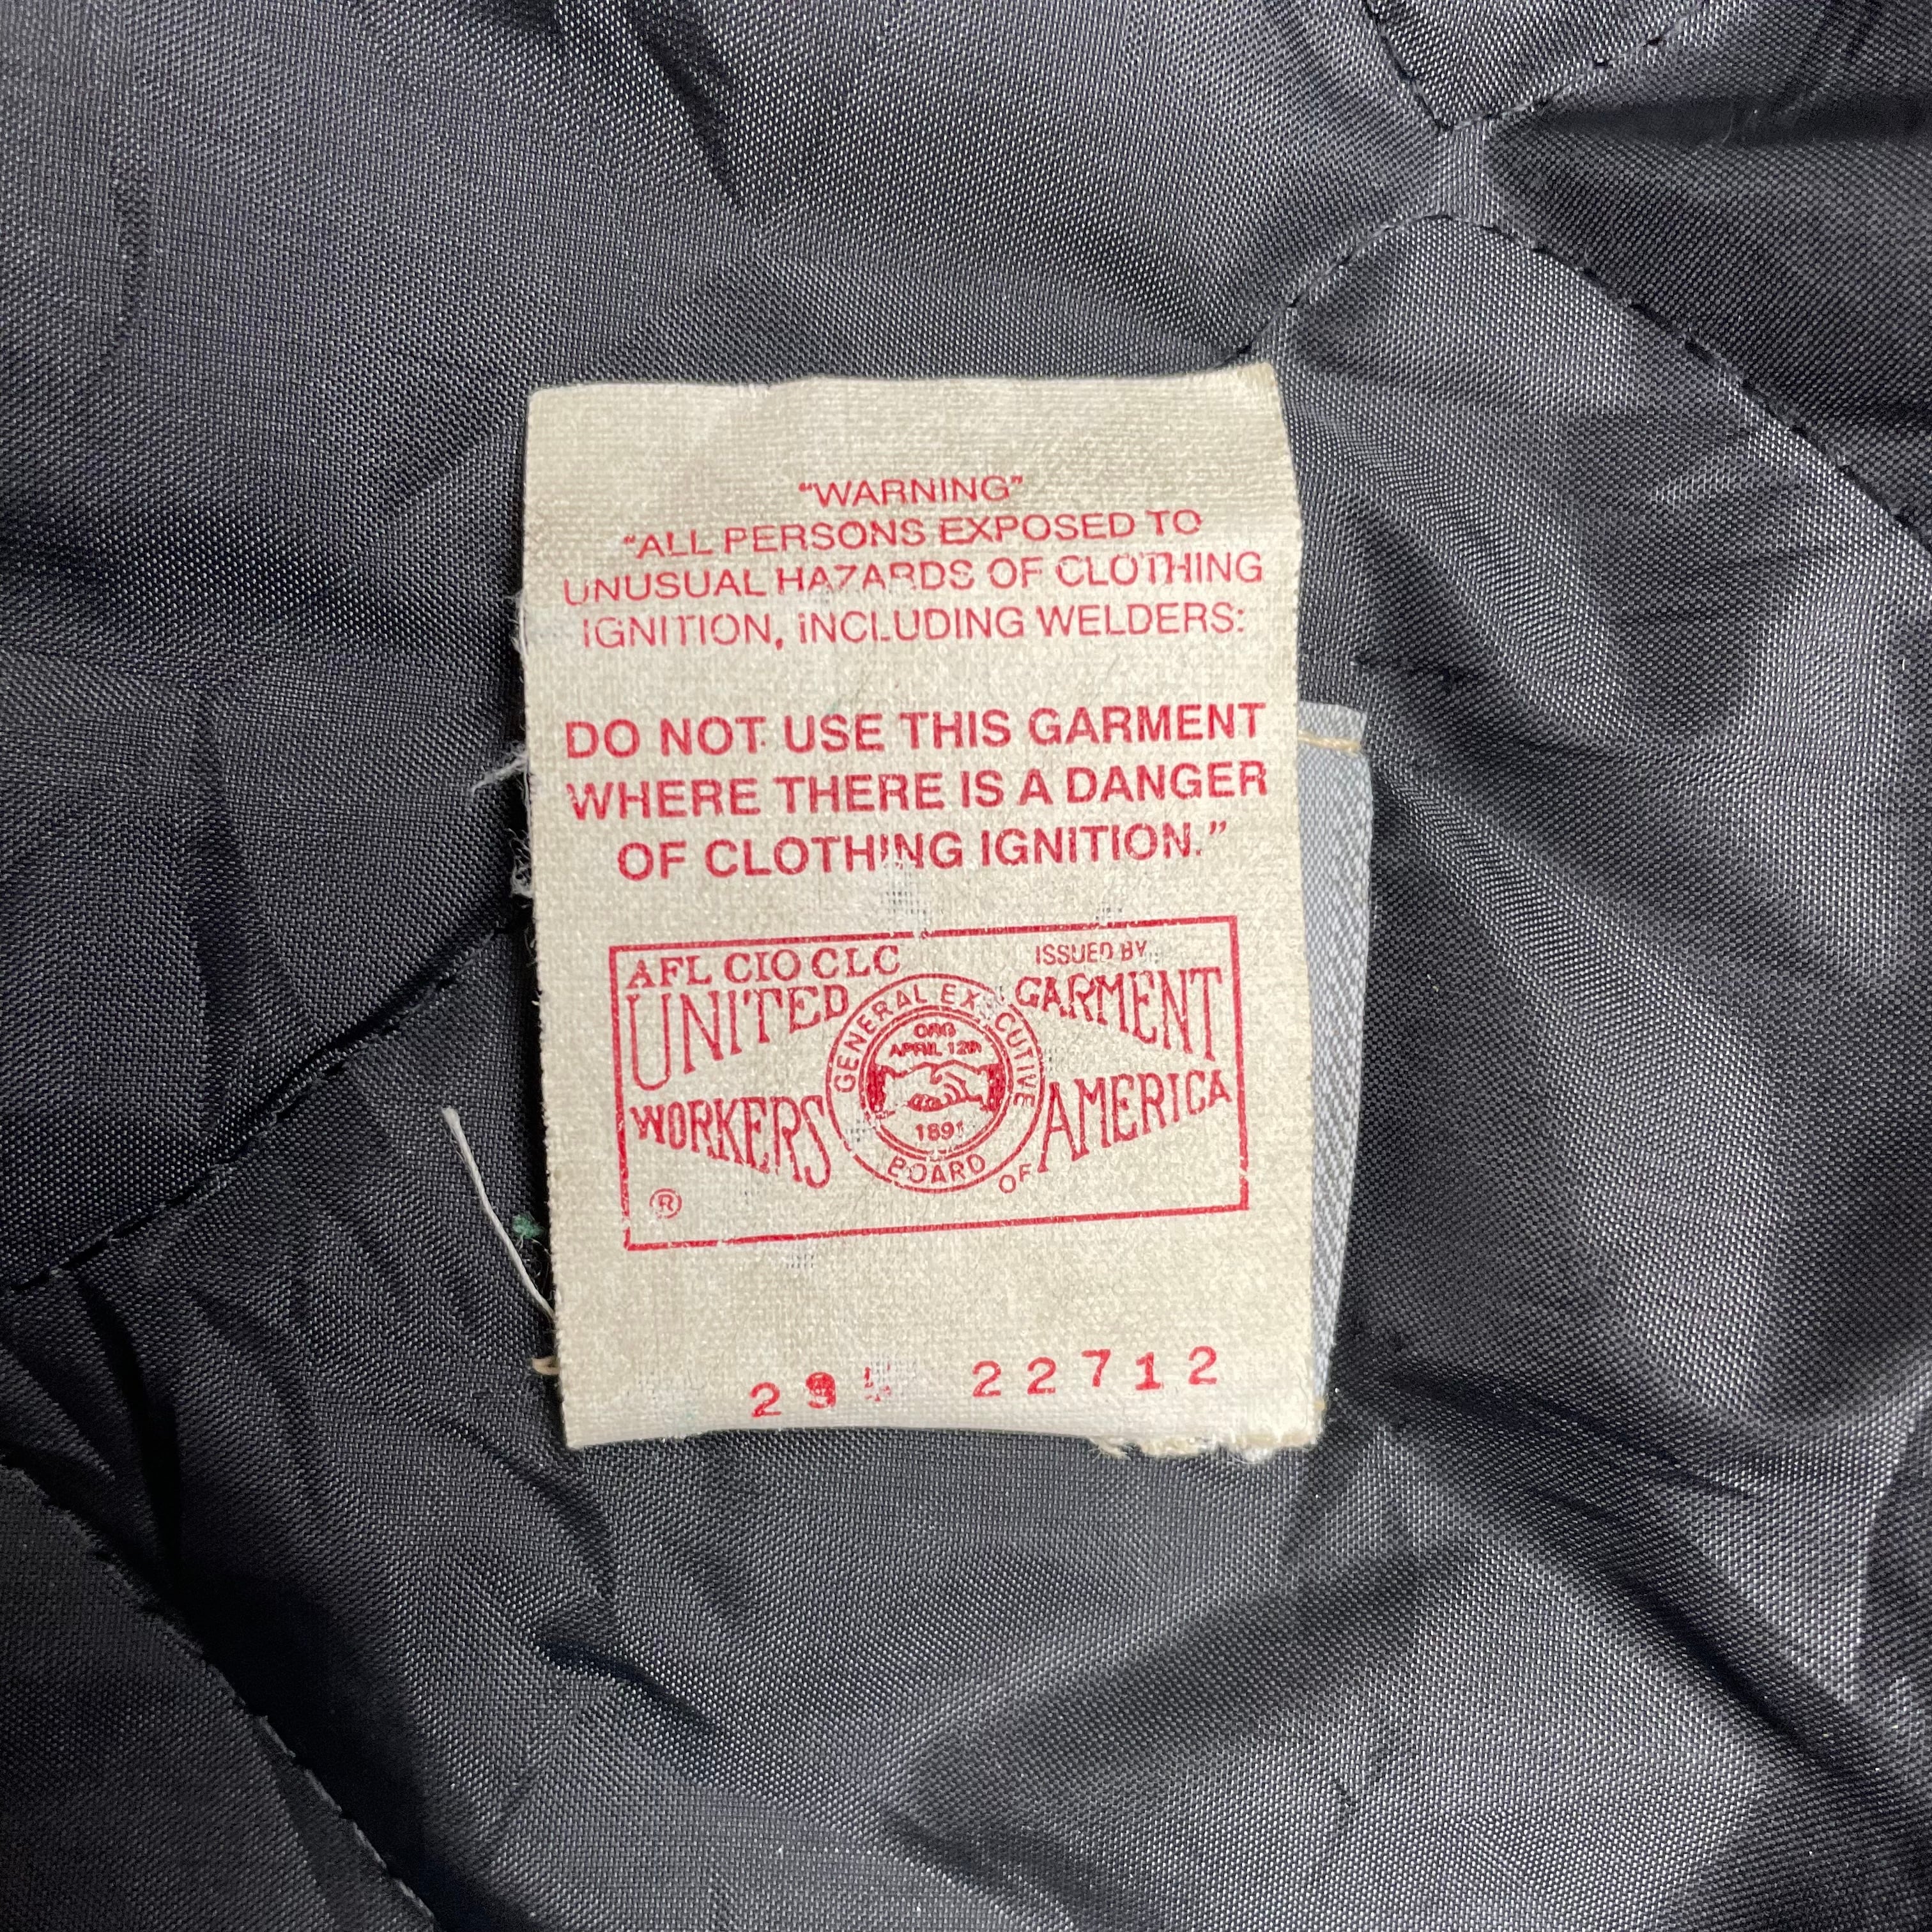 "WARNING"
"ALL PERSONS EXPOSED TO
UNUSUAL HAZARDS OF CLOTHING
IGNITION, INCLUDING WELDERS:
DO NOT USE THIS GARMENT
WHERE THERE IS A DANGER
OF CLOTHING IGNITION."
AFL CIO CLC
ISSUED BY
UNITED GARMENT
WORKERS OF AMERICA
GENERAL EXECUTIVE
BOARD
ORG
APRIL 12th
1891
®
22712